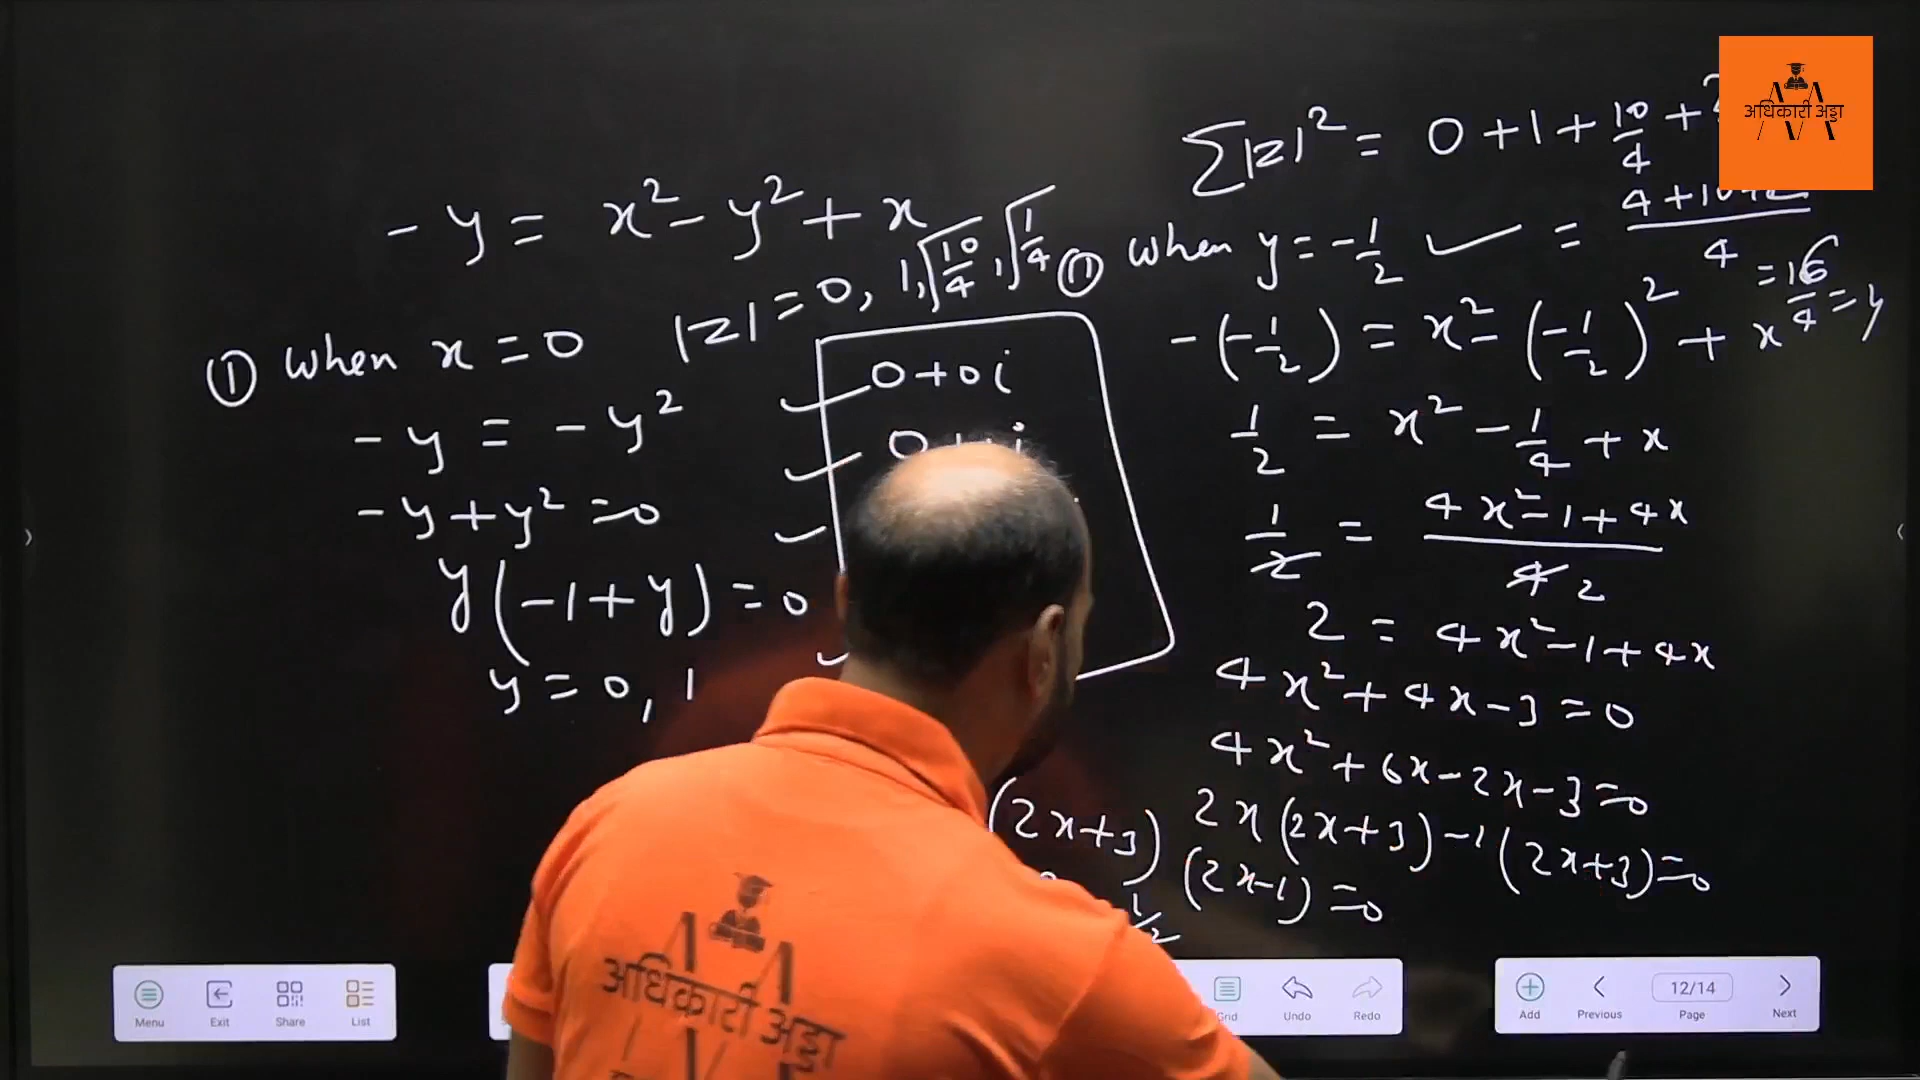 -y = x² - y² + x
|z| = 0, 1, √10/4, √1/4
① when x = 0
-y = -y²
-y + y² = 0
y(-1 + y) = 0
y = 0, 1
0 + 0i
Σ|z|² = 0 + 1 + 10/4 +
4 +
/4
= 16/4 =
⑪ when y = -1/2
-(-1/2) = x² - (-1/2)² + x
1/2 = x² - 1/4 + x
1/2 = 4x² - 1 + 4x / 4 2
2 = 4x² - 1 + 4x
4x² + 4x - 3 = 0
4x² + 6x - 2x - 3 = 0
2x(2x+3) -1(2x+3) = 0
(2x+3)(2x-1) = 0
1/2
अधिकारी अड्डा
अधिकारी अड्डा
Menu Exit Share List
Grid Undo Redo
Add Previous 12/14 Page Next